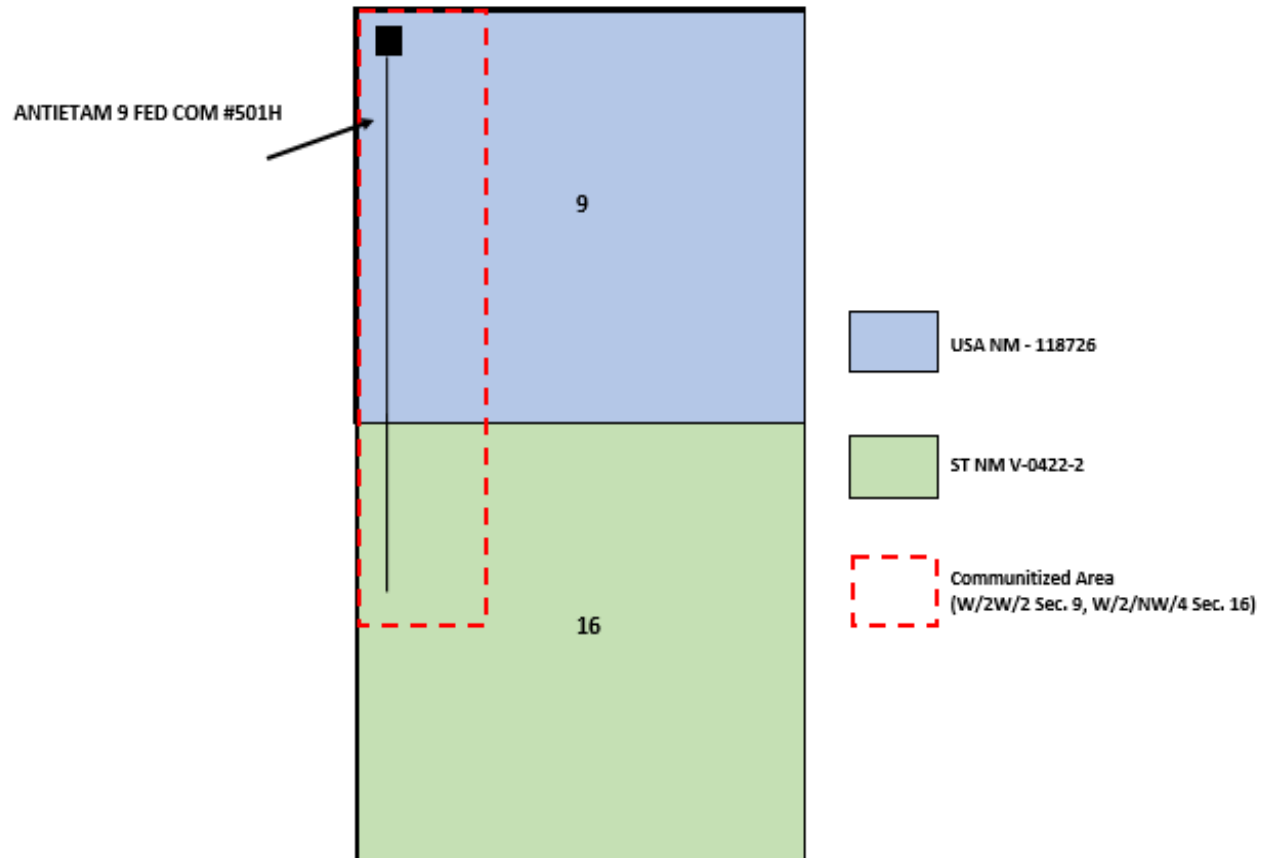 ANTIETAM 9 FED COM #501H
9
USA NM - 118726
ST NM V-0422-2
Communitized Area
(W/2W/2 Sec. 9, W/2/NW/4 Sec. 16)
16